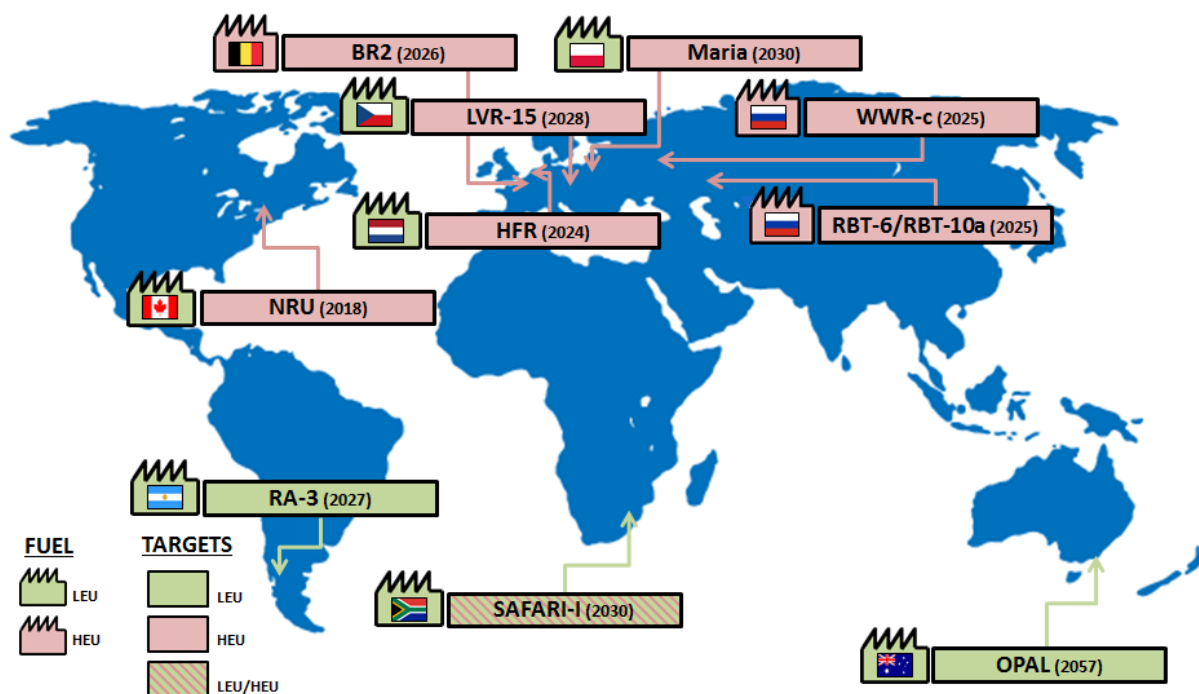 BR2 (2026)
Maria (2030)
LVR-15 (2028)
WWR-c (2025)
HFR (2024)
RBT-6/RBT-10a (2025)
NRU (2018)
RA-3 (2027)
FUEL
TARGETS
LEU
LEU
HEU
HEU
LEU/HEU
SAFARI-I (2030)
OPAL (2057)